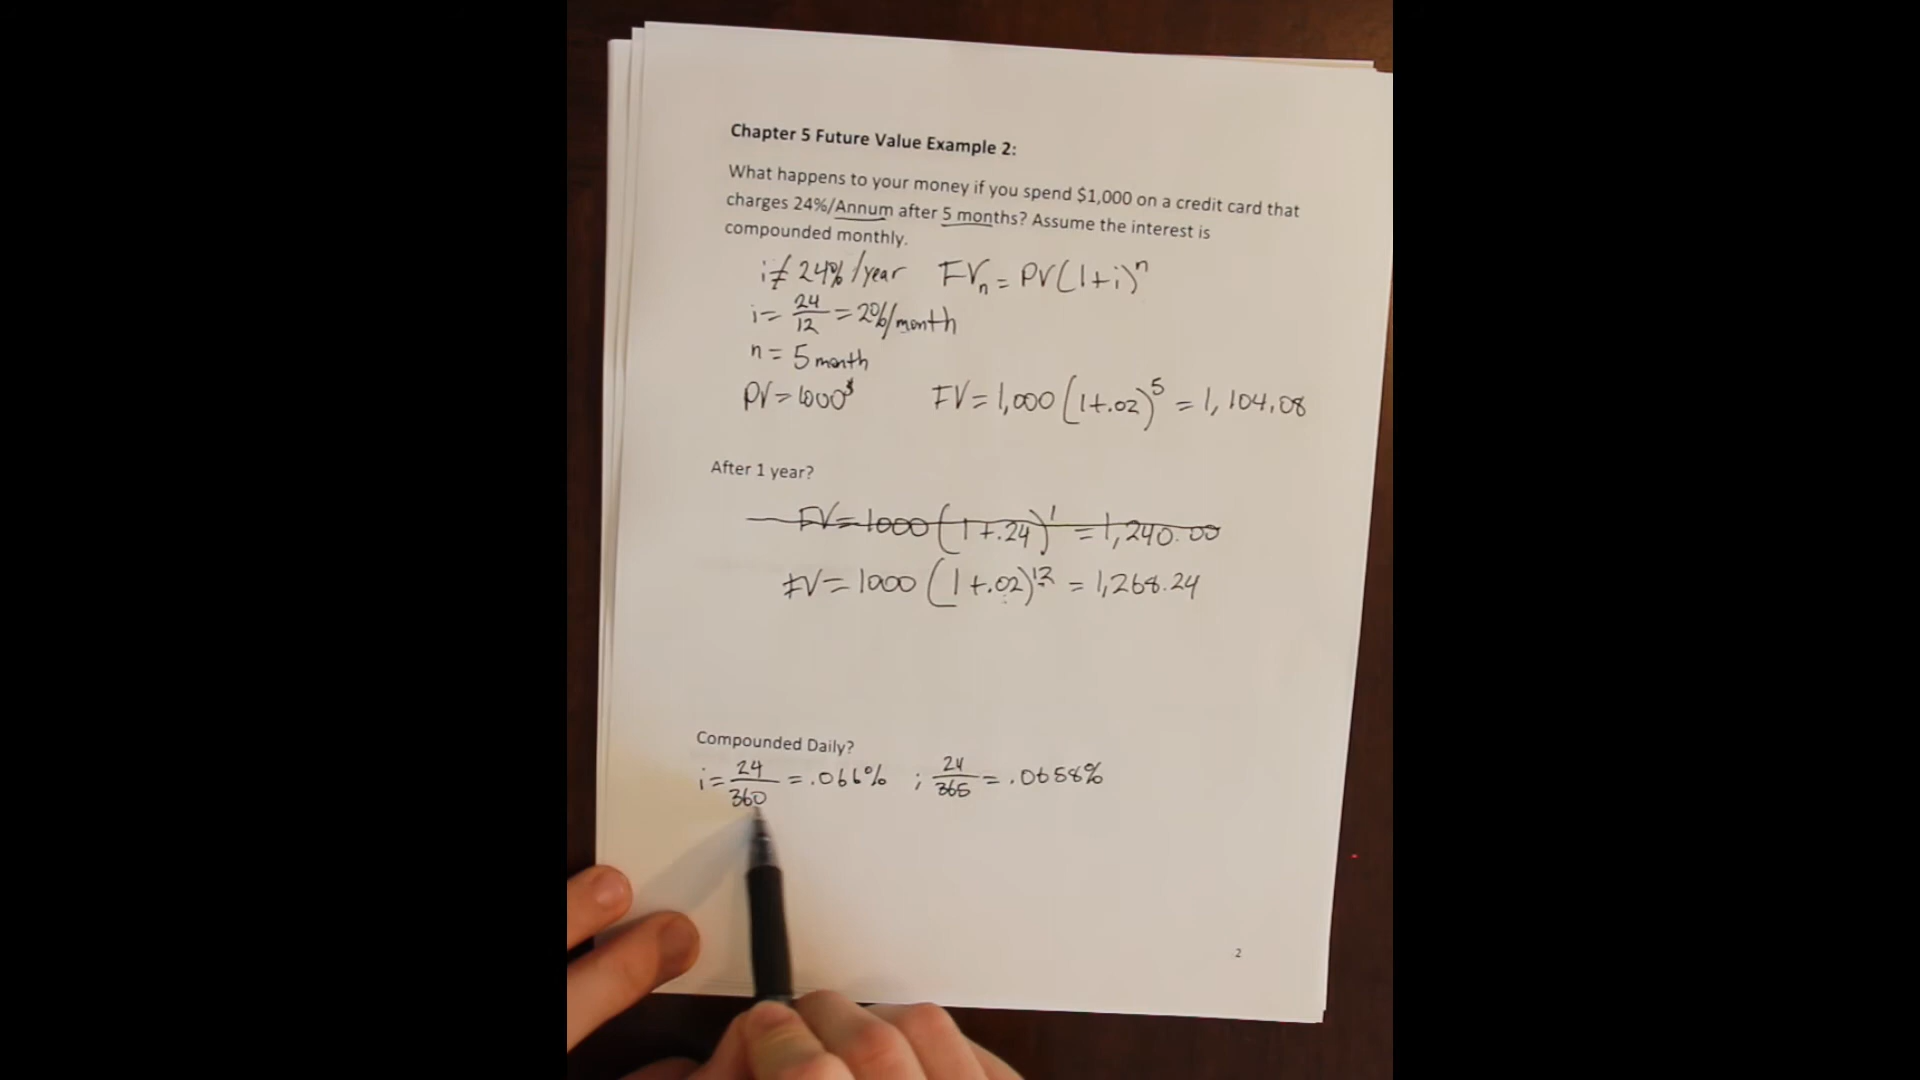 Chapter 5 Future Value Example 2:
What happens to your money if you spend $1,000 on a credit card that
charges 24%/Annum after 5 months? Assume the interest is
compounded monthly.
i ≠ 24% /year FVn = PV(1+i)^n
i = 24/12 = 2%/month
n = 5 month
PV = 1000$ FV = 1,000 (1+.02)^5 = 1,104.08
After 1 year?
FV = 1000 (1+.24)^1 = 1,240.00
FV = 1000 (1+.02)^12 = 1,268.24
Compounded Daily?
i = 24/360 = .066% ; 24/365 = .0658%
2